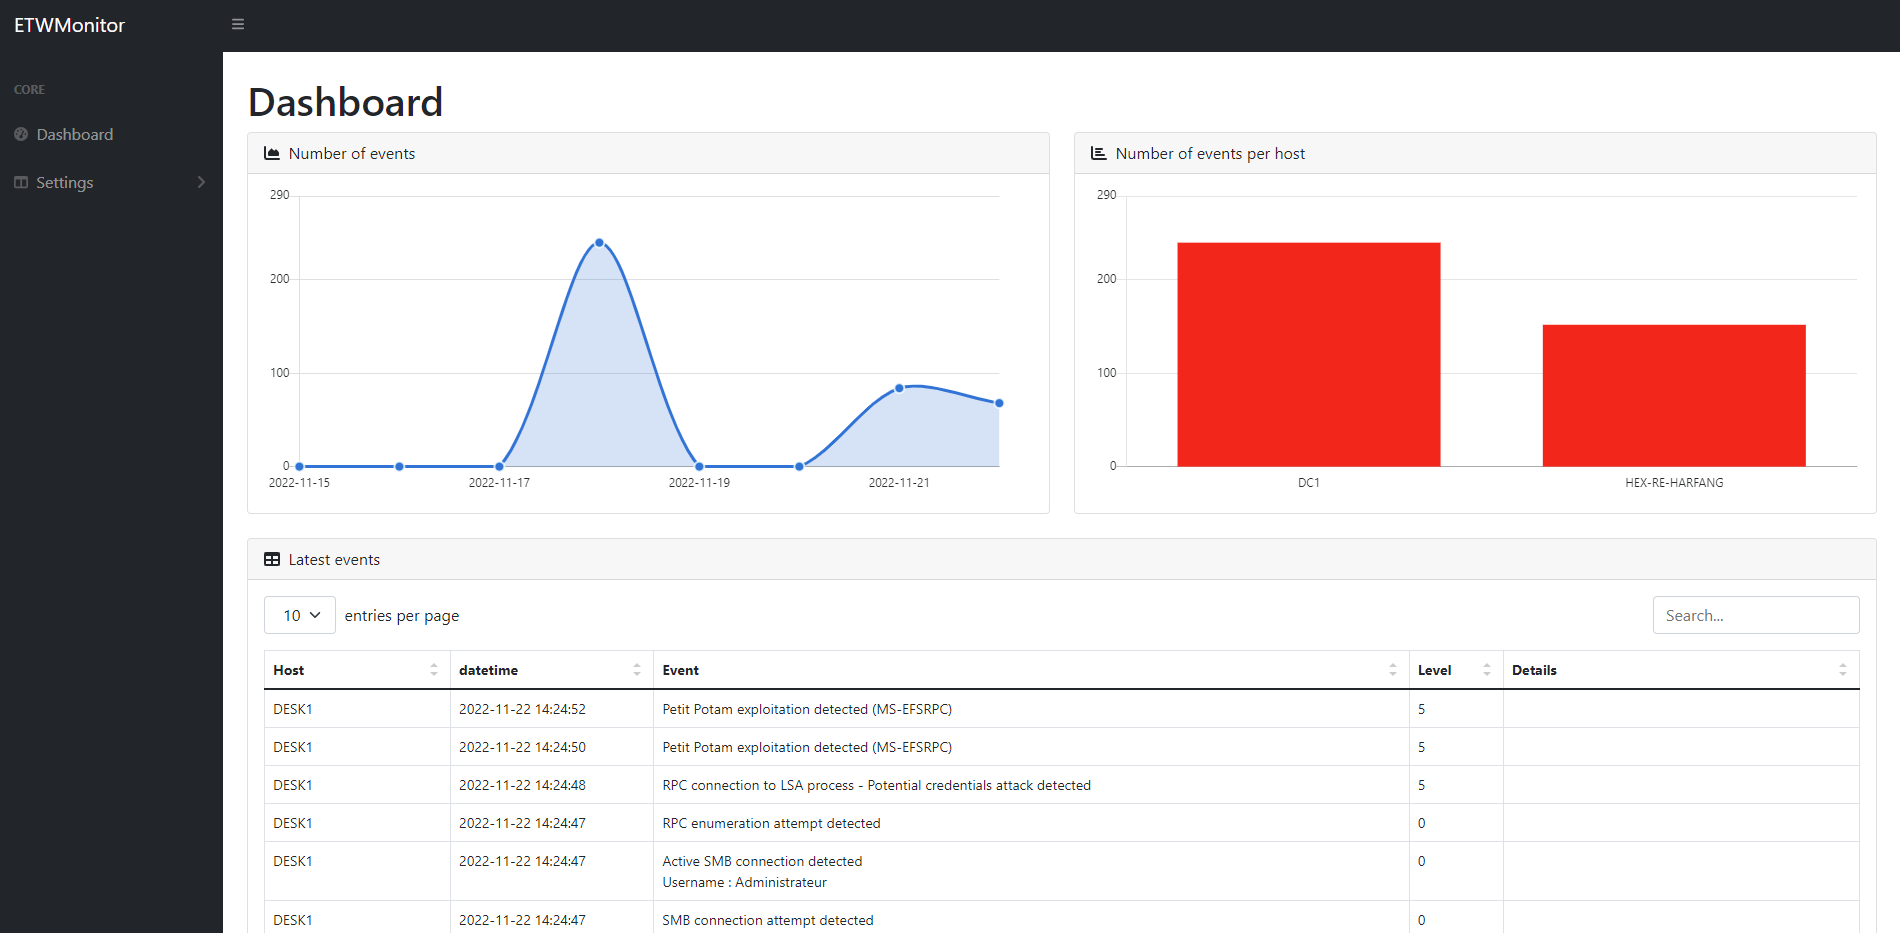 ETWMonitor
CORE
Dashboard
Settings
Dashboard
Number of events
290
200
100
0
2022-11-15 2022-11-17 2022-11-19 2022-11-21
Number of events per host
290
200
100
0
DC1 HEX-RE-HARFANG
Latest events
10 entries per page Search...
Host datetime Event Level Details
DESK1 2022-11-22 14:24:52 Petit Potam exploitation detected (MS-EFSRPC) 5
DESK1 2022-11-22 14:24:50 Petit Potam exploitation detected (MS-EFSRPC) 5
DESK1 2022-11-22 14:24:48 RPC connection to LSA process - Potential credentials attack detected 5
DESK1 2022-11-22 14:24:47 RPC enumeration attempt detected 0
DESK1 2022-11-22 14:24:47 Active SMB connection detected 0
Username : Administrateur
DESK1 2022-11-22 14:24:47 SMB connection attempt detected 0